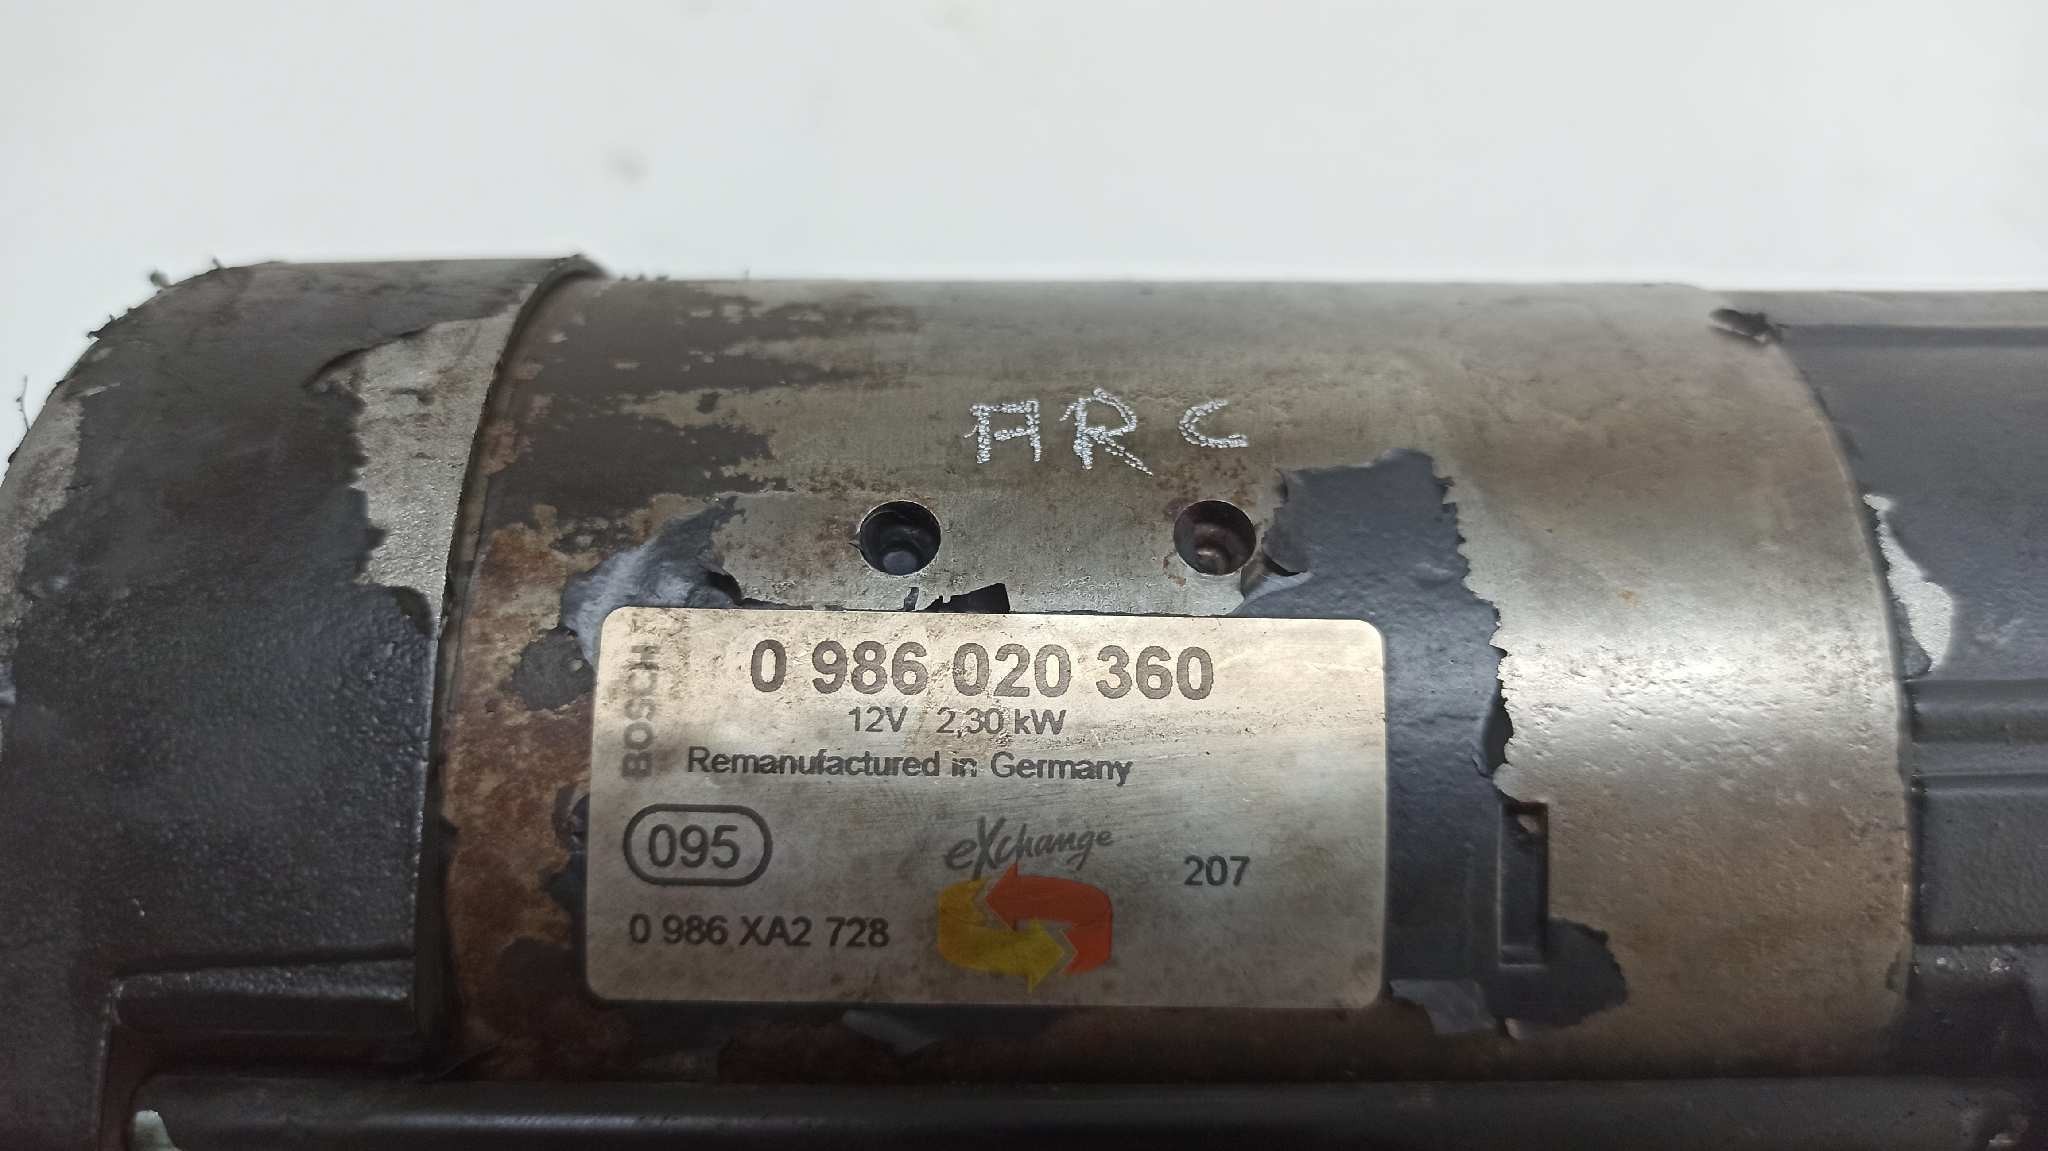 ARC
0 986 020 360
12V 2,30 kW
Remanufactured in Germany
BOSCH
095
eXchange
207
0 986 XA2 728